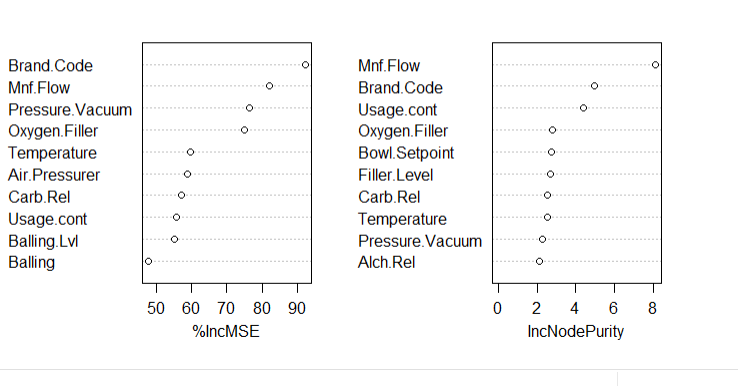 Brand.Code
Mnf.Flow
Pressure.Vacuum
Oxygen.Filler
Temperature
Air.Pressurer
Carb.Rel
Usage.cont
Balling.Lvl
Balling
50 60 70 80 90
%IncMSE
Mnf.Flow
Brand.Code
Usage.cont
Oxygen.Filler
Bowl.Setpoint
Filler.Level
Carb.Rel
Temperature
Pressure.Vacuum
Alch.Rel
0 2 4 6 8
IncNodePurity